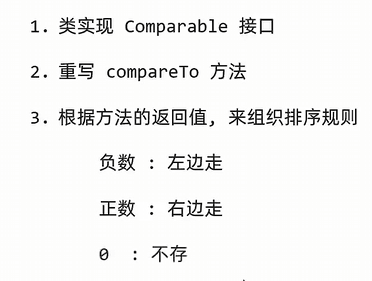 1. 类实现 Comparable 接口
2. 重写 compareTo 方法
3. 根据方法的返回值, 来组织排序规则
负数 : 左边走
正数 : 右边走
0 : 不存